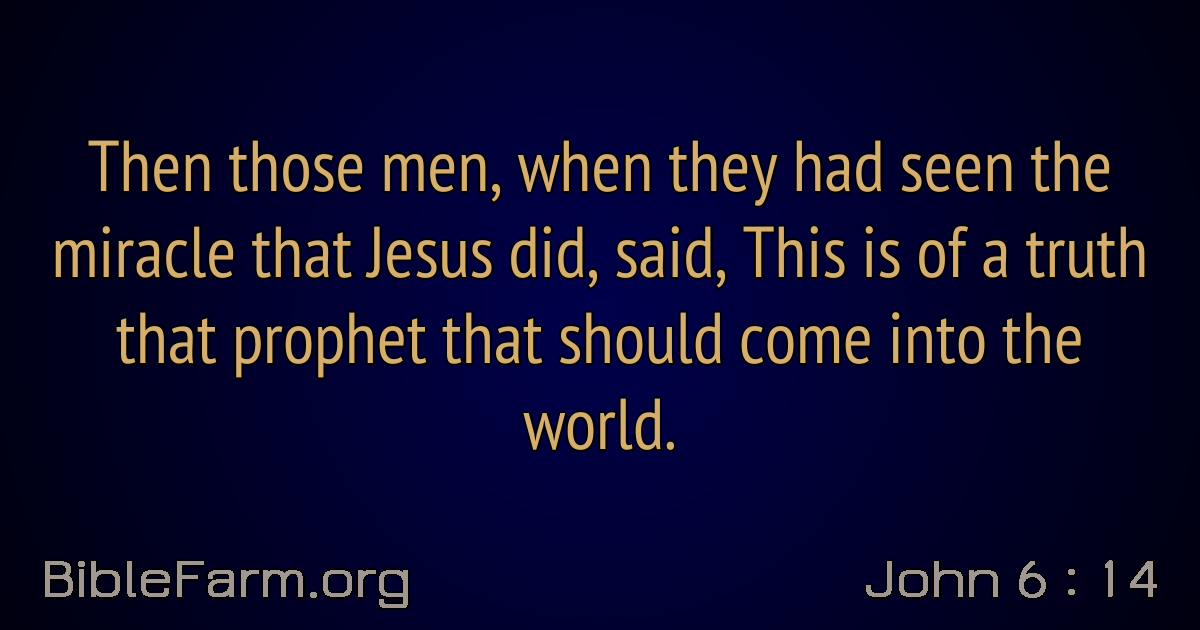 Then those men, when they had seen the
miracle that Jesus did, said, This is of a truth
that prophet that should come into the
world.
BibleFarm.org
John 6 : 14